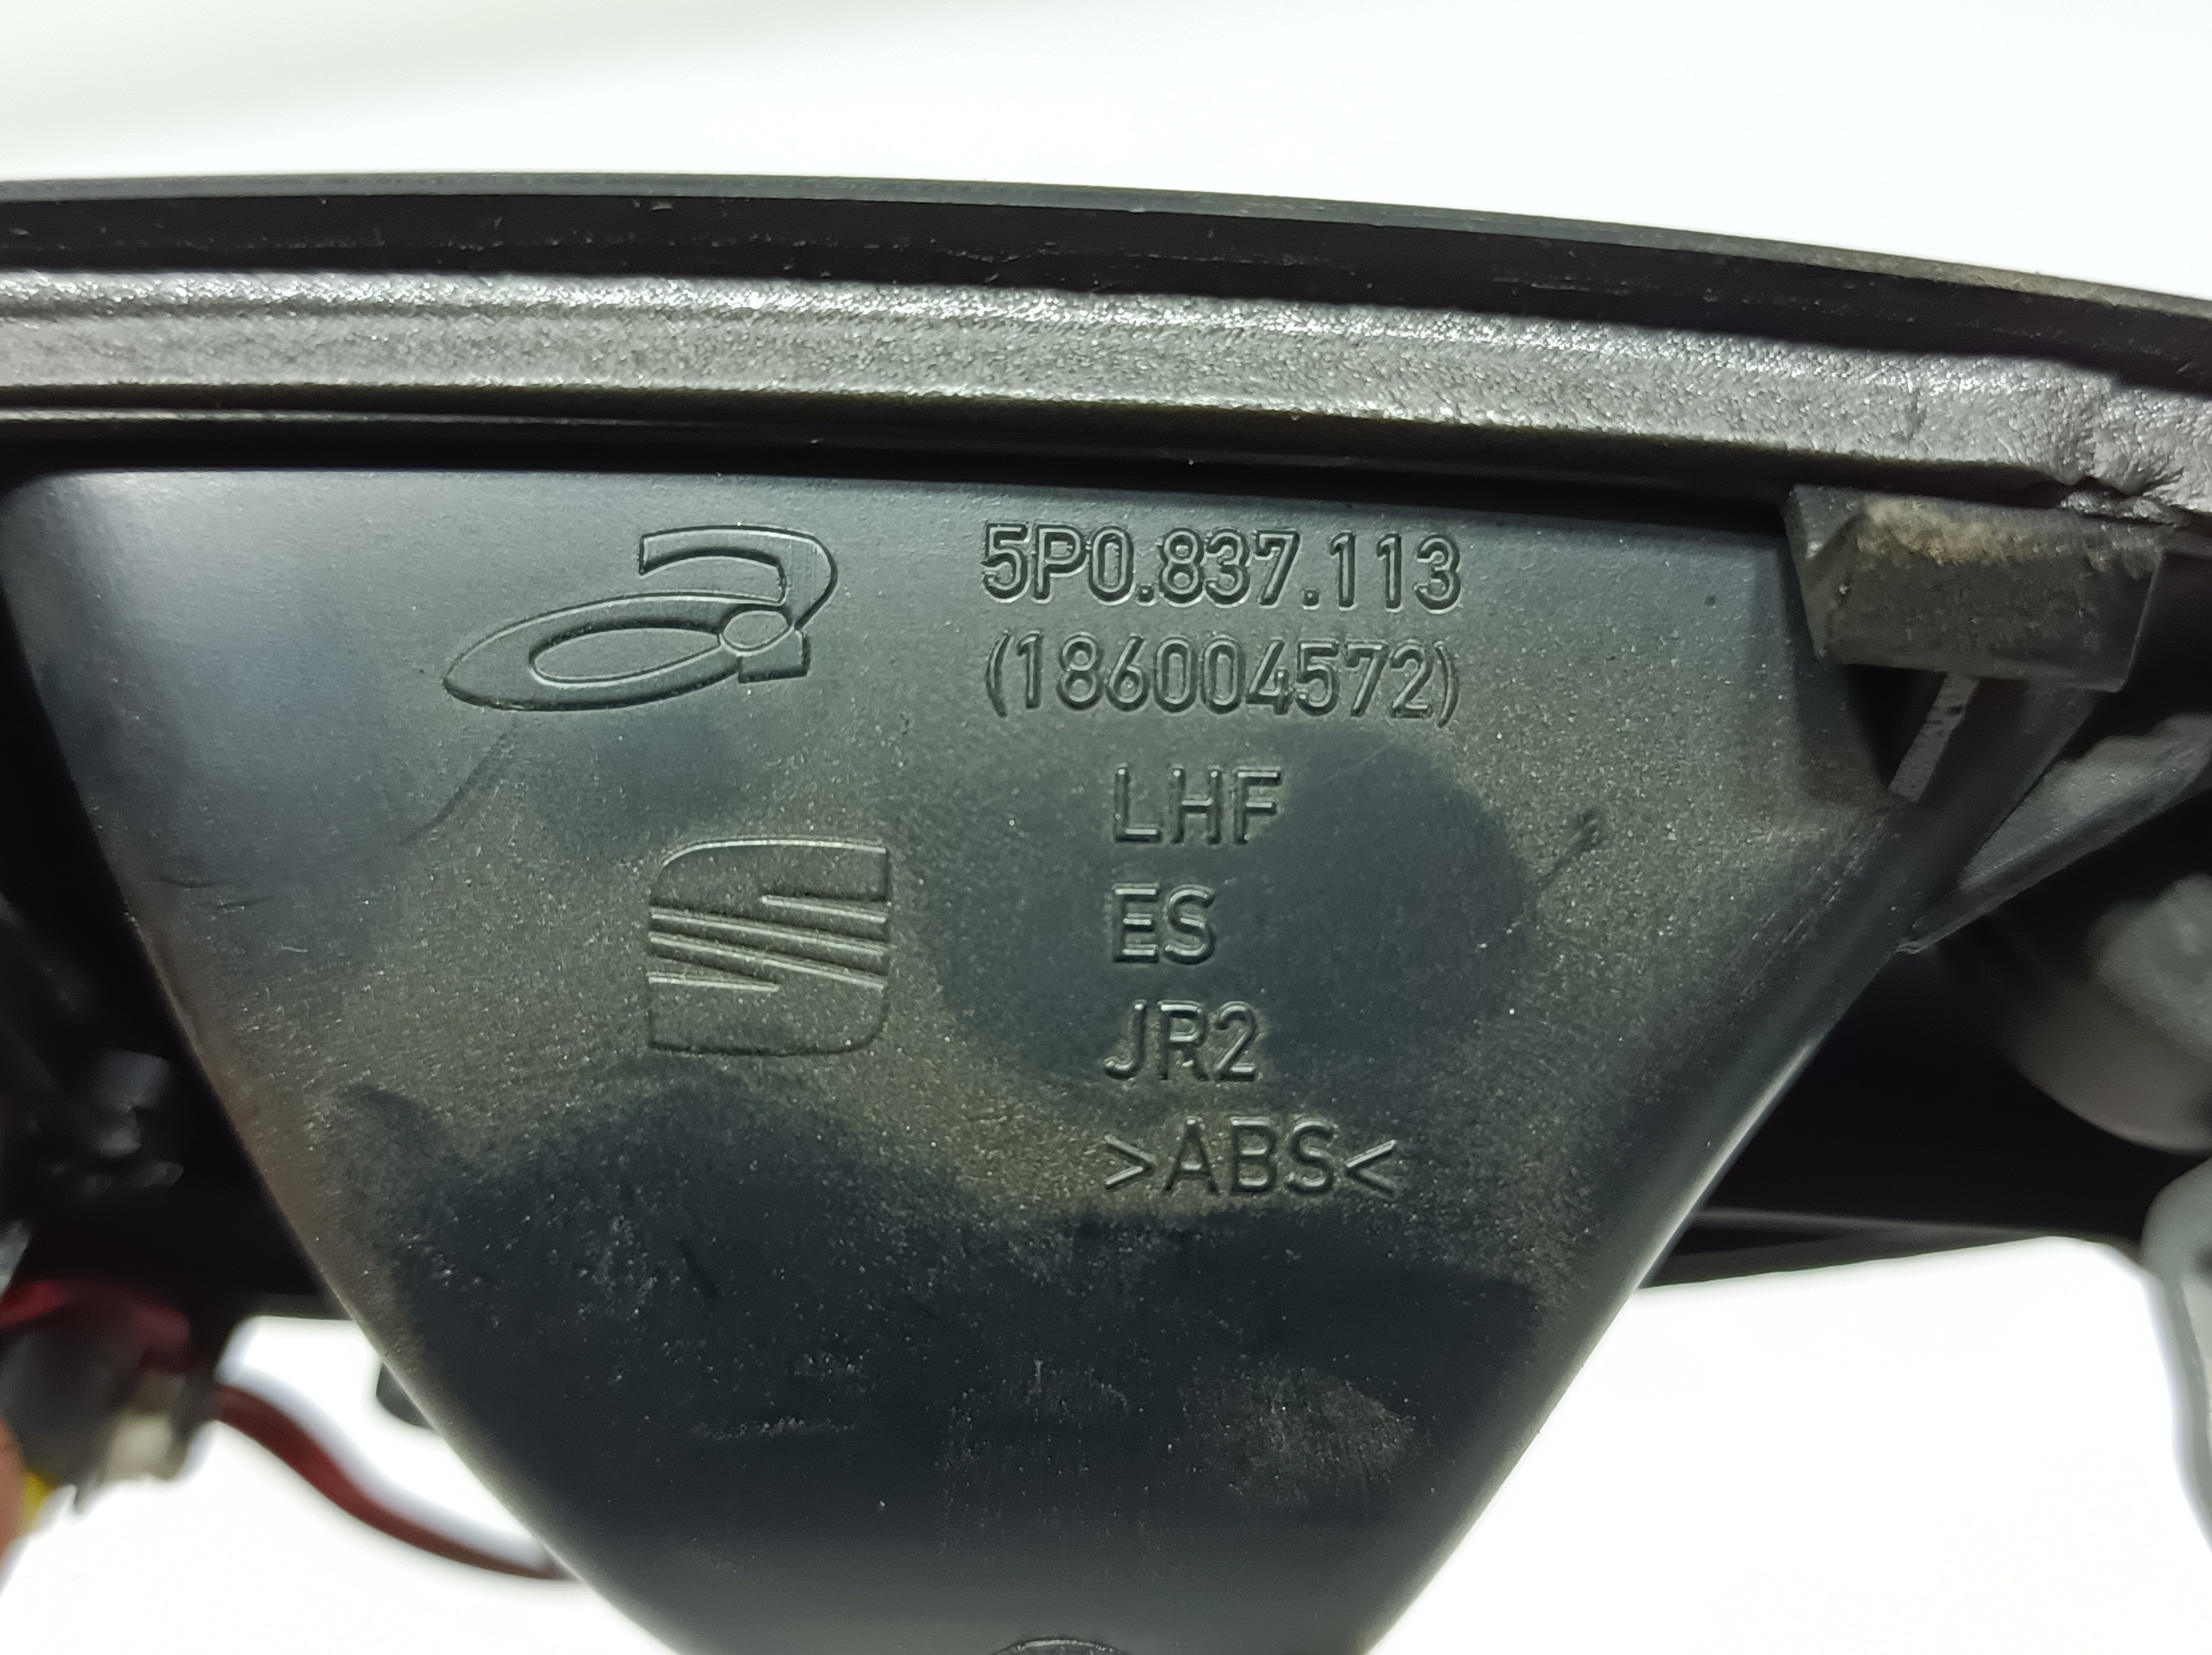 5P0.837.113
(186004572)
LHF
ES
JR2
>ABS<